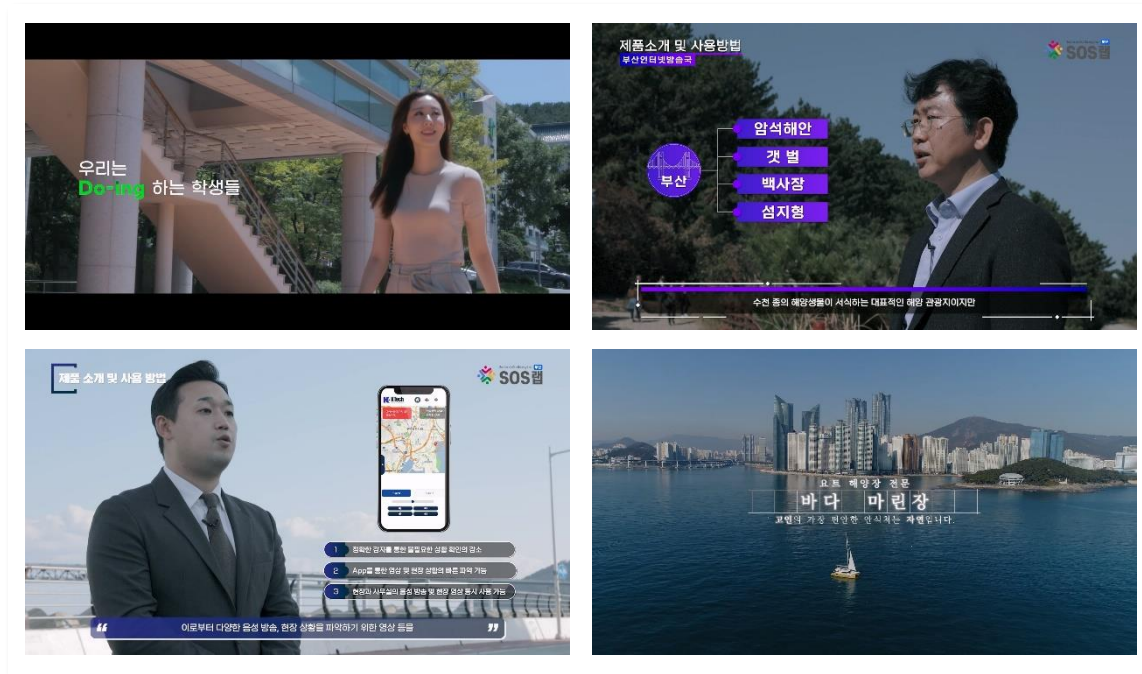 우리는
Do-ing 하는 학생들
제품소개 및 사용방법
부산인터넷방송국
SOS랩
부산
암석해안
갯 벌
백사장
섬지형
수천 종의 해양생물이 서식하는 대표적인 해양 관광지이지만
제품 소개 및 사용 방법
SOS랩
K-Tech
1 정확한 감지를 통한 불필요한 상황 확인의 감소
2 App을 통한 영상 및 현장 상황의 빠른 파악 가능
3 현장과 사무실의 음성 방송 및 현장 영상 동시 사용 가능
이로부터 다양한 음성 방송, 현장 상황을 파악하기 위한 영상 등을
요트 해양장 전문
바다 마린장
고인의 가장 편안한 안식처는 자연입니다.